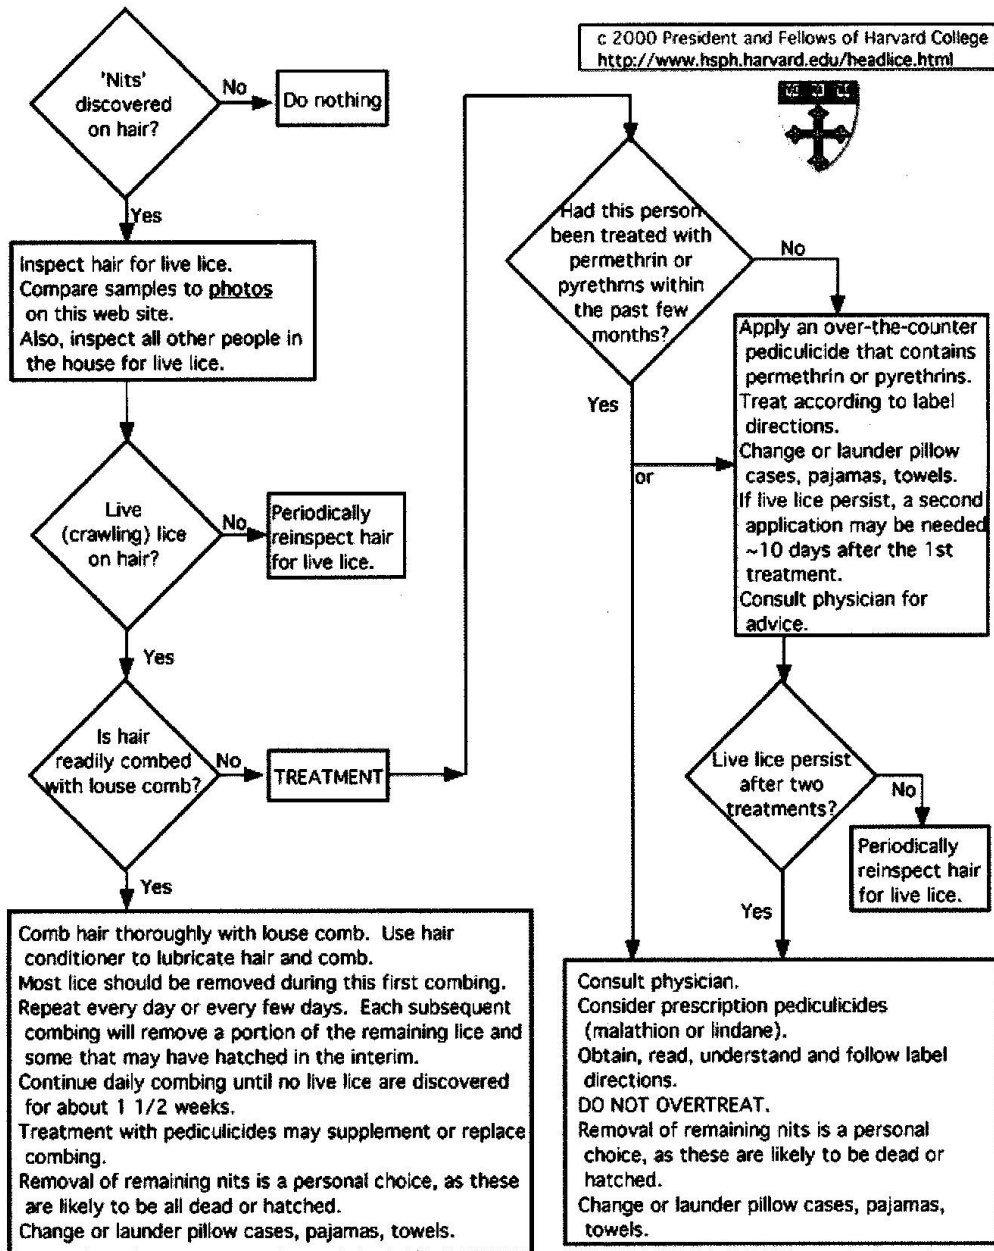 c 2000 President and Fellows of Harvard College
http://www.hsph.harvard.edu/headlice.html
'Nits'
discovered
on hair?
No
Do nothing
Yes
Inspect hair for live lice.
Compare samples to photos
on this web site.
Also, inspect all other people in
the house for live lice.
Live
(crawling) lice
on hair?
No
Periodically
reinspect hair
for live lice.
Yes
Is hair
readily combed
with louse comb?
No
TREATMENT
Yes
Comb hair thoroughly with louse comb. Use hair
conditioner to lubricate hair and comb.
Most lice should be removed during this first combing.
Repeat every day or every few days. Each subsequent
combing will remove a portion of the remaining lice and
some that may have hatched in the interim.
Continue daily combing until no live lice are discovered
for about 1 1/2 weeks.
Treatment with pediculicides may supplement or replace
combing.
Removal of remaining nits is a personal choice, as these
are likely to be all dead or hatched.
Change or launder pillow cases, pajamas, towels.
Had this person
been treated with
permethrin or
pyrethrns within
the past few
months?
No
Yes
or
Apply an over-the-counter
pediculicide that contains
permethrin or pyrethrins.
Treat according to label
directions.
Change or launder pillow
cases, pajamas, towels.
If live lice persist, a second
application may be needed
~10 days after the 1st
treatment.
Consult physician for
advice.
Live lice persist
after two
treatments?
No
Periodically
reinspect hair
for live lice.
Yes
Consult physician.
Consider prescription pediculicides
(malathion or lindane).
Obtain, read, understand and follow label
directions.
DO NOT OVERTREAT.
Removal of remaining nits is a personal
choice, as these are likely to be dead or
hatched.
Change or launder pillow cases, pajamas,
towels.